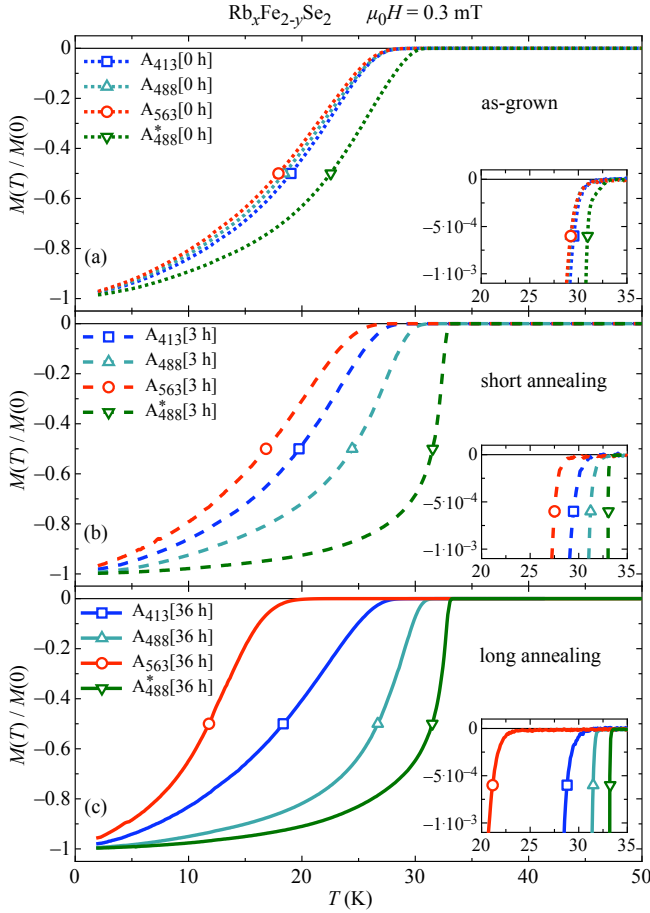 RbₓFe₂₋ᵧSe₂ μ₀H = 0.3 mT
0
−0.2
−0.4
−0.6
−0.8
−1
M(T) / M(0)
A₄₁₃[0 h]
A₄₈₈[0 h]
A₅₆₃[0 h]
A*₄₈₈[0 h]
as-grown
(a)
0
−5·10⁻⁴
−1·10⁻³
20 25 30 35
0
−0.2
−0.4
−0.6
−0.8
−1
M(T) / M(0)
A₄₁₃[3 h]
A₄₈₈[3 h]
A₅₆₃[3 h]
A*₄₈₈[3 h]
short annealing
(b)
0
−5·10⁻⁴
−1·10⁻³
20 25 30 35
0
−0.2
−0.4
−0.6
−0.8
−1
M(T) / M(0)
A₄₁₃[36 h]
A₄₈₈[36 h]
A₅₆₃[36 h]
A*₄₈₈[36 h]
long annealing
(c)
0
−5·10⁻⁴
−1·10⁻³
20 25 30 35
0 10 20 30 40 50
T (K)